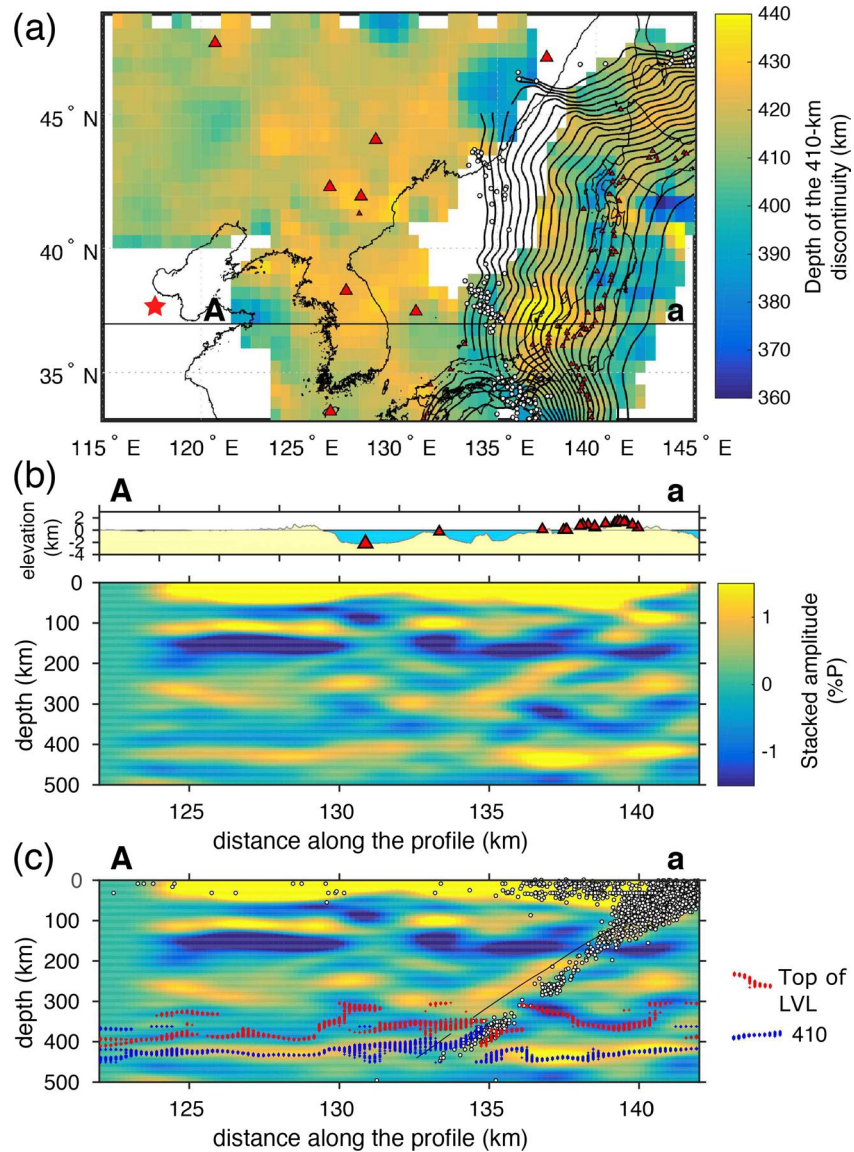 (a)
45° N
40° N
35° N
A
a
115° E
120° E
125° E
130° E
135° E
140° E
145° E
440
430
420
410
400
390
380
370
360
Depth of the 410-km
discontinuity (km)
(b)
A
a
elevation
(km)
2
0
-2
-4
0
100
200
300
400
500
depth (km)
125
130
135
140
distance along the profile (km)
1
0
-1
Stacked amplitude
(%P)
(c)
A
a
0
100
200
300
400
500
depth (km)
125
130
135
140
distance along the profile (km)
Top of
LVL
410